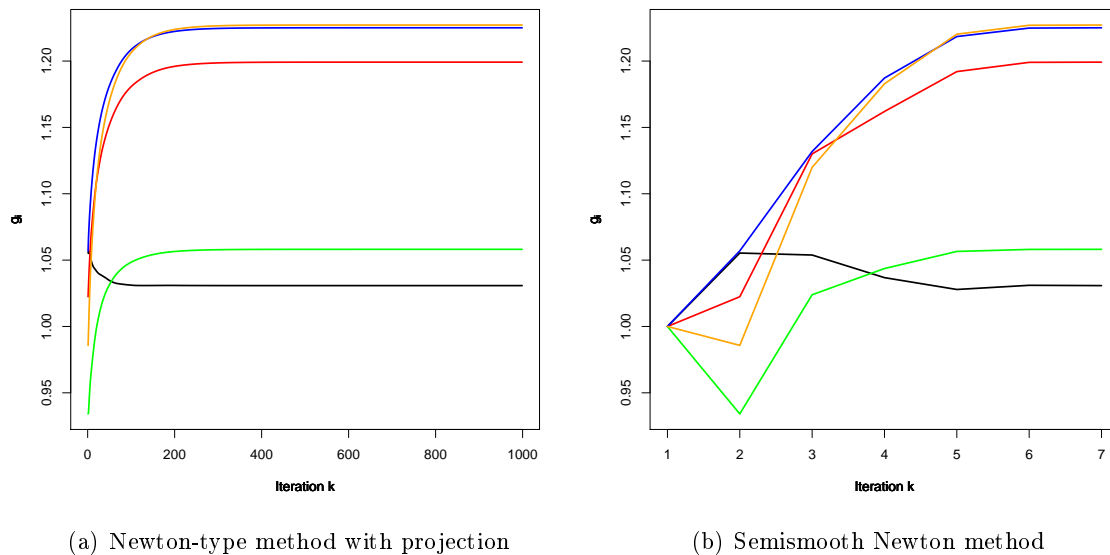 1.20
1.15
1.10
1.05
1.00
0.95
gi
0 200 400 600 800 1000
Iteration k
(a) Newton-type method with projection
1.20
1.15
1.10
1.05
1.00
0.95
gi
1 2 3 4 5 6 7
Iteration k
(b) Semismooth Newton method